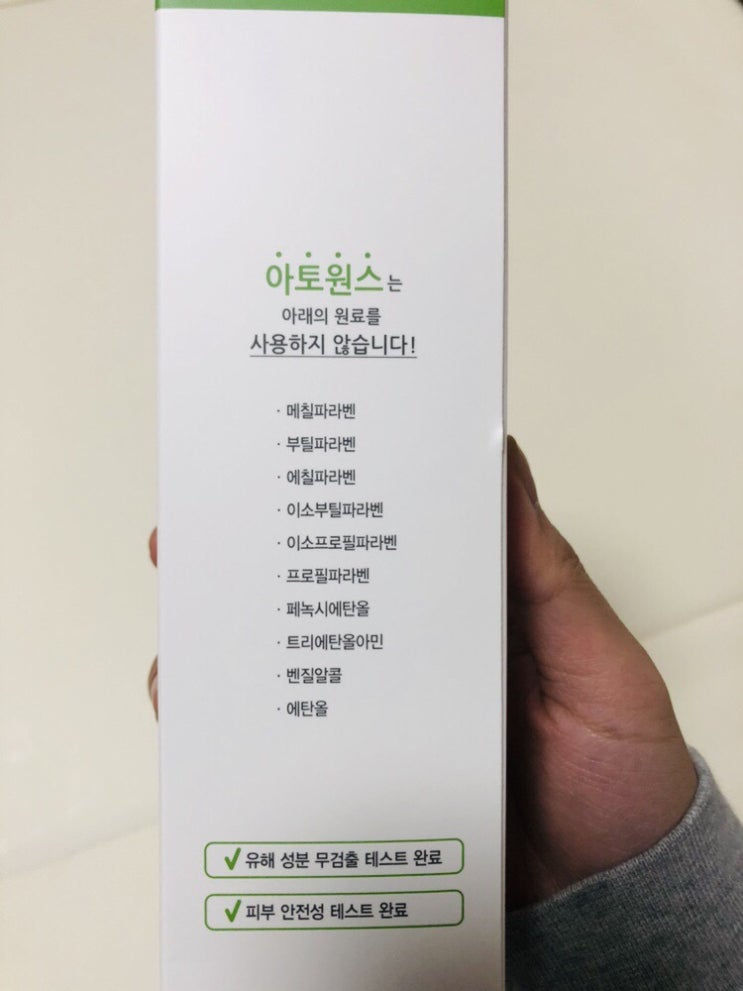 아토원스는
아래의 원료를
사용하지 않습니다!
· 메칠파라벤
· 부틸파라벤
· 에칠파라벤
· 이소부틸파라벤
· 이소프로필파라벤
· 프로필파라벤
· 페녹시에탄올
· 트리에탄올아민
· 벤질알콜
· 에탄올
✓유해 성분 무검출 테스트 완료
✓피부 안전성 테스트 완료